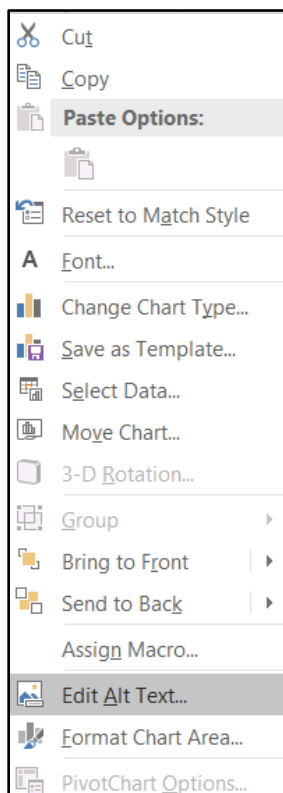 Cut
Copy
Paste Options:
Reset to Match Style
A Font...
Change Chart Type...
Save as Template...
Select Data...
Move Chart...
3-D Rotation...
Group
Bring to Front
Send to Back
Assign Macro...
Edit Alt Text...
Format Chart Area...
PivotChart Options...